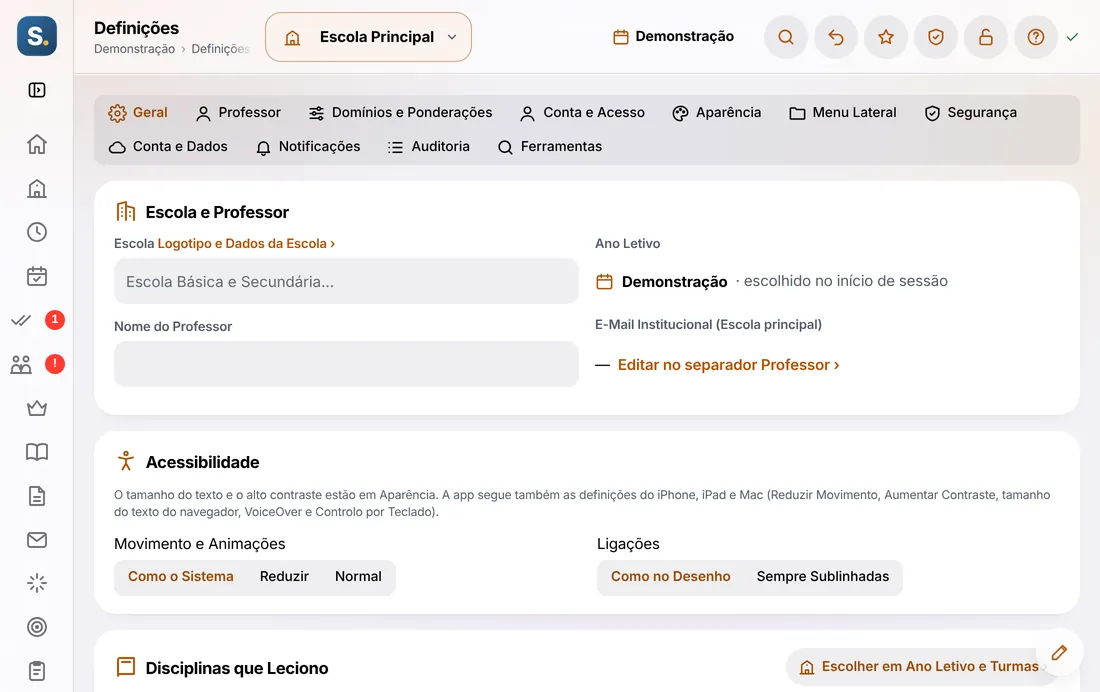 S.
Definições
Demonstração › Definições
Escola Principal
Demonstração
Geral
Professor
Domínios e Ponderações
Conta e Acesso
Aparência
Menu Lateral
Segurança
Conta e Dados
Notificações
Auditoria
Ferramentas
1
!
Escola e Professor
Escola Logotipo e Dados da Escola ›
Escola Básica e Secundária...
Nome do Professor
Ano Letivo
Demonstração · escolhido no início de sessão
E-Mail Institucional (Escola principal)
— Editar no separador Professor ›
Acessibilidade
O tamanho do texto e o alto contraste estão em Aparência. A app segue também as definições do iPhone, iPad e Mac (Reduzir Movimento, Aumentar Contraste, tamanho
do texto do navegador, VoiceOver e Controlo por Teclado).
Movimento e Animações
Como o Sistema
Reduzir
Normal
Ligações
Como no Desenho
Sempre Sublinhadas
Disciplinas que Leciono
Escolher em Ano Letivo e Turmas